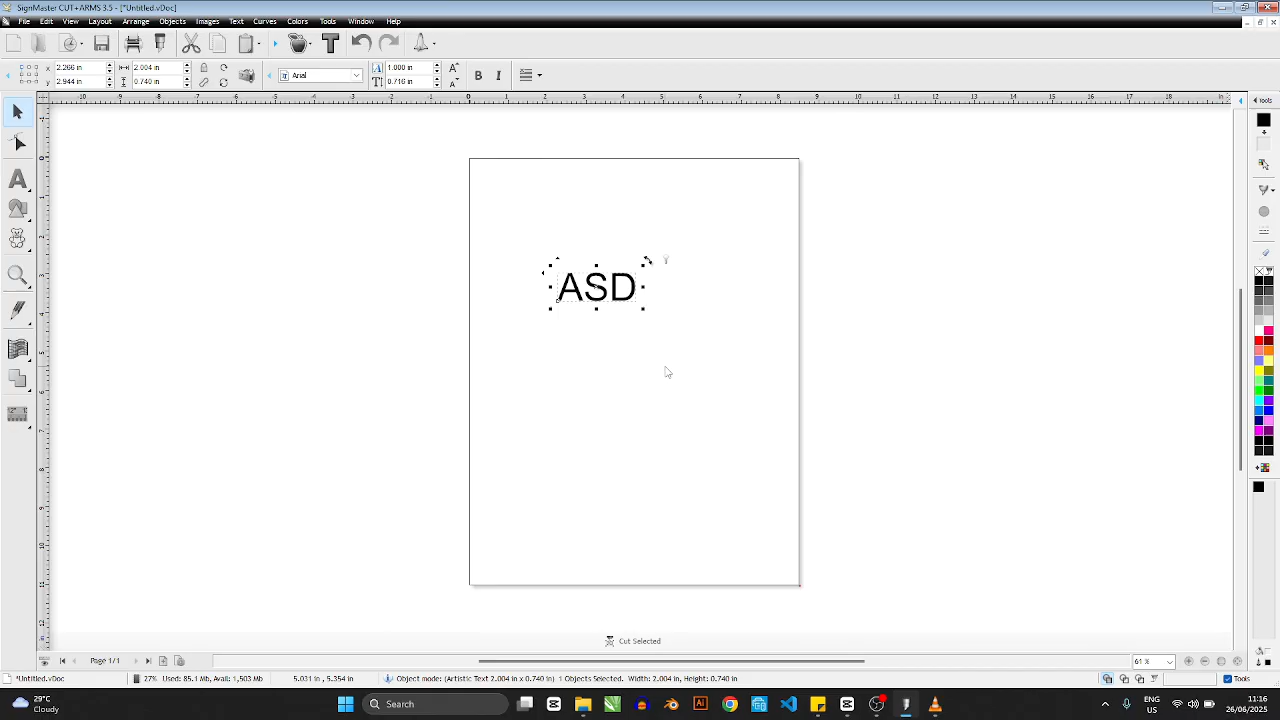 SignMaster CUT+ARMS 3.5 - [*Untitled.vDoc]
File Edit View Layout Arrange Objects Images Text Curves Colors Tools Window Help
x 2.266 in 2.004 in Arial 1.000 in
y 2.944 in 0.740 in 0.716 in B I
Tools
ASD
Cut Selected
Page 1/1 61 %
*Untitled.vDoc 27% Used: 85.1 Mb, Avail: 1,503 Mb 5.031 in , 5.354 in Object mode: (Artistic Text 2.004 in x 0.740 in ) 1 Objects Selected. Width: 2.004 in, Height: 0.740 in Tools
29°C
Cloudy
Search
ENG
US
11:16
26/06/2025